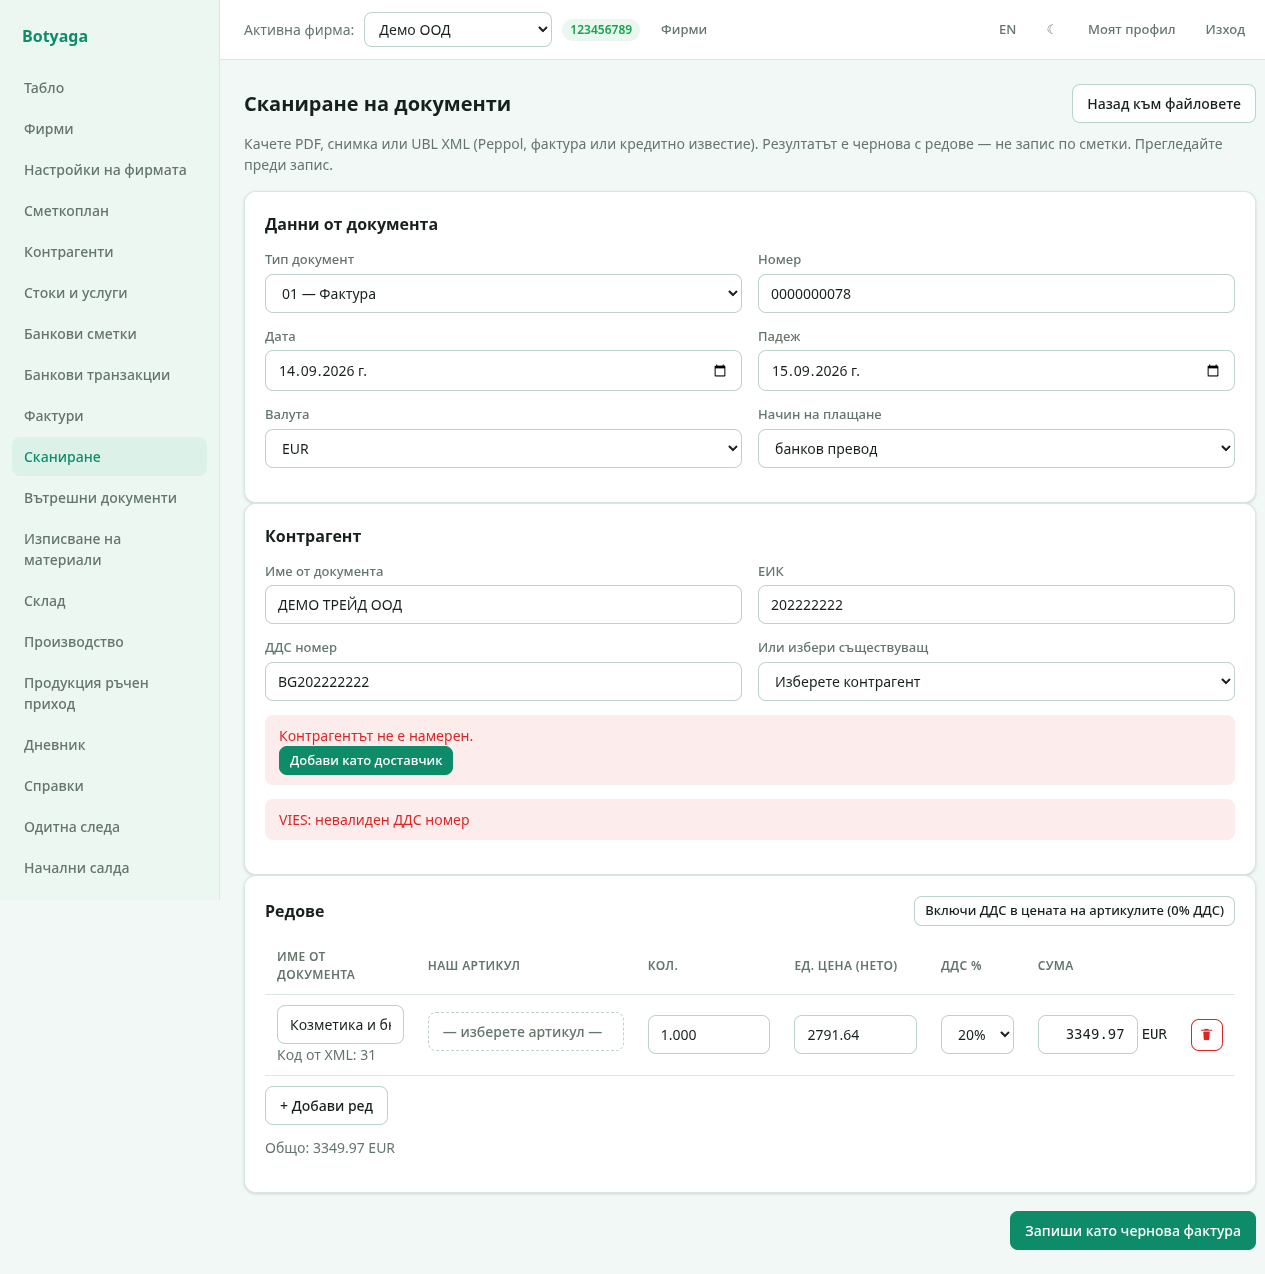 Botyaga
Активна фирма: Демо ООД 123456789 Фирми EN Моят профил Изход
Табло
Фирми
Настройки на фирмата
Сметкоплан
Контрагенти
Стоки и услуги
Банкови сметки
Банкови транзакции
Фактури
Сканиране
Вътрешни документи
Изписване на
материали
Склад
Производство
Продукция ръчен
приход
Дневник
Справки
Одитна следа
Начални салда
Сканиране на документи
Назад към файловете
Качете PDF, снимка или UBL XML (Peppol, фактура или кредитно известие). Резултатът е чернова с редове — не запис по сметки. Прегледайте
преди запис.
Данни от документа
Тип документ Номер
01 — Фактура 0000000078
Дата Падеж
14.09.2026 г. 15.09.2026 г.
Валута Начин на плащане
EUR банков превод
Контрагент
Име от документа ЕИК
ДЕМО ТРЕЙД ООД 202222222
ДДС номер Или избери съществуващ
BG202222222 Изберете контрагент
Контрагентът не е намерен.
Добави като доставчик
VIES: невалиден ДДС номер
Редове
Включи ДДС в цената на артикулите (0% ДДС)
ИМЕ ОТ
ДОКУМЕНТА НАШ АРТИКУЛ КОЛ. ЕД. ЦЕНА (НЕТО) ДДС % СУМА
Козметика и — изберете артикул — 1.000 2791.64 20% 3349.97 EUR
Код от XML: 31
+ Добави ред
Общо: 3349.97 EUR
Запиши като чернова фактура